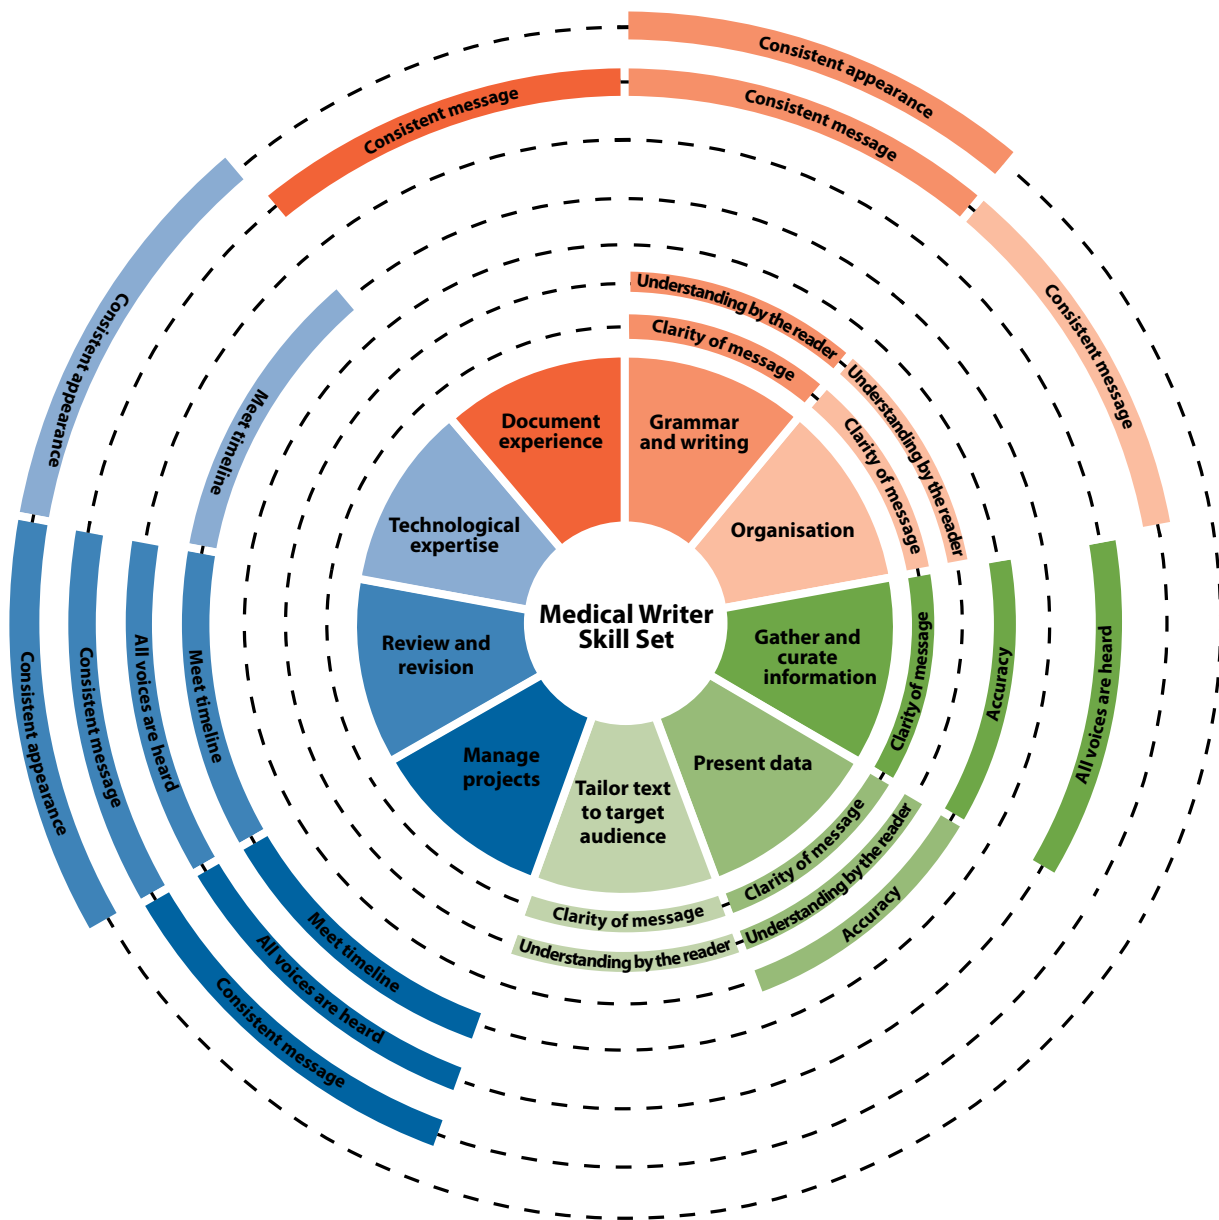 Medical Writer
Skill Set
Document
experience
Consistent message
Grammar
and writing
Clarity of message
Understanding by the reader
Consistent message
Consistent appearance
Organisation
Clarity of message
Understanding by the reader
Consistent message
Gather and
curate
information
Clarity of message
Accuracy
All voices are heard
Present data
Clarity of message
Understanding by the reader
Accuracy
Tailor text
to target
audience
Clarity of message
Understanding by the reader
Manage
projects
Meet timeline
All voices are heard
Consistent message
Review and
revision
Meet timeline
All voices are heard
Consistent message
Consistent appearance
Technological
expertise
Meet timeline
Consistent appearance